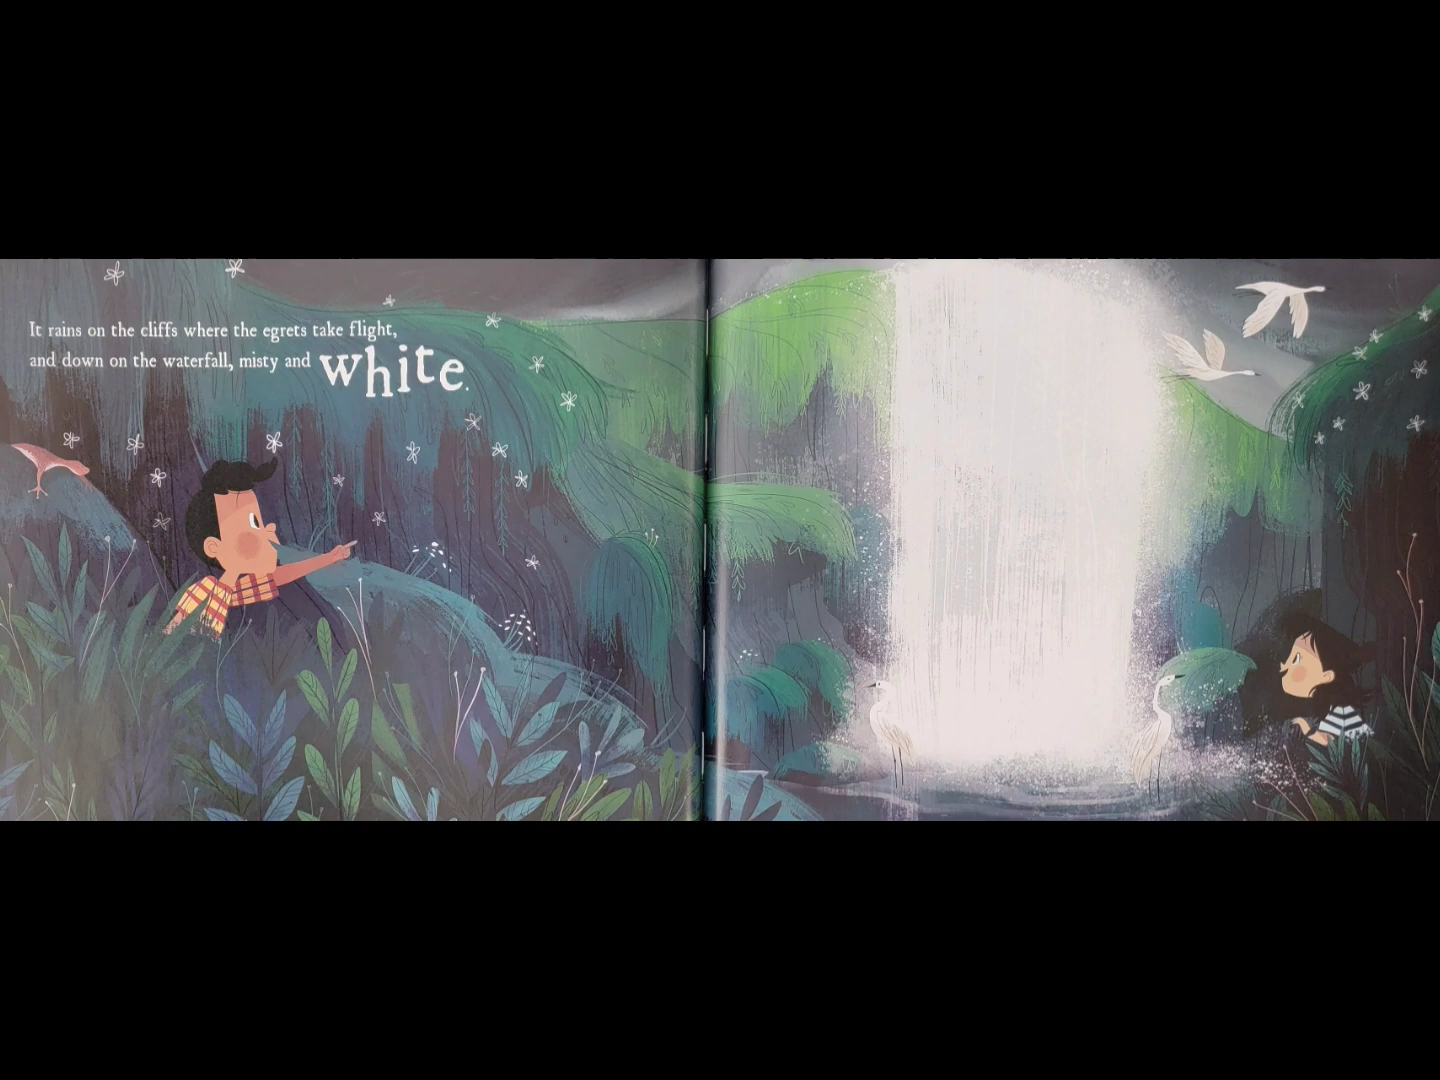 It rains on the cliffs where the egrets take flight,
and down on the waterfall, misty and white.